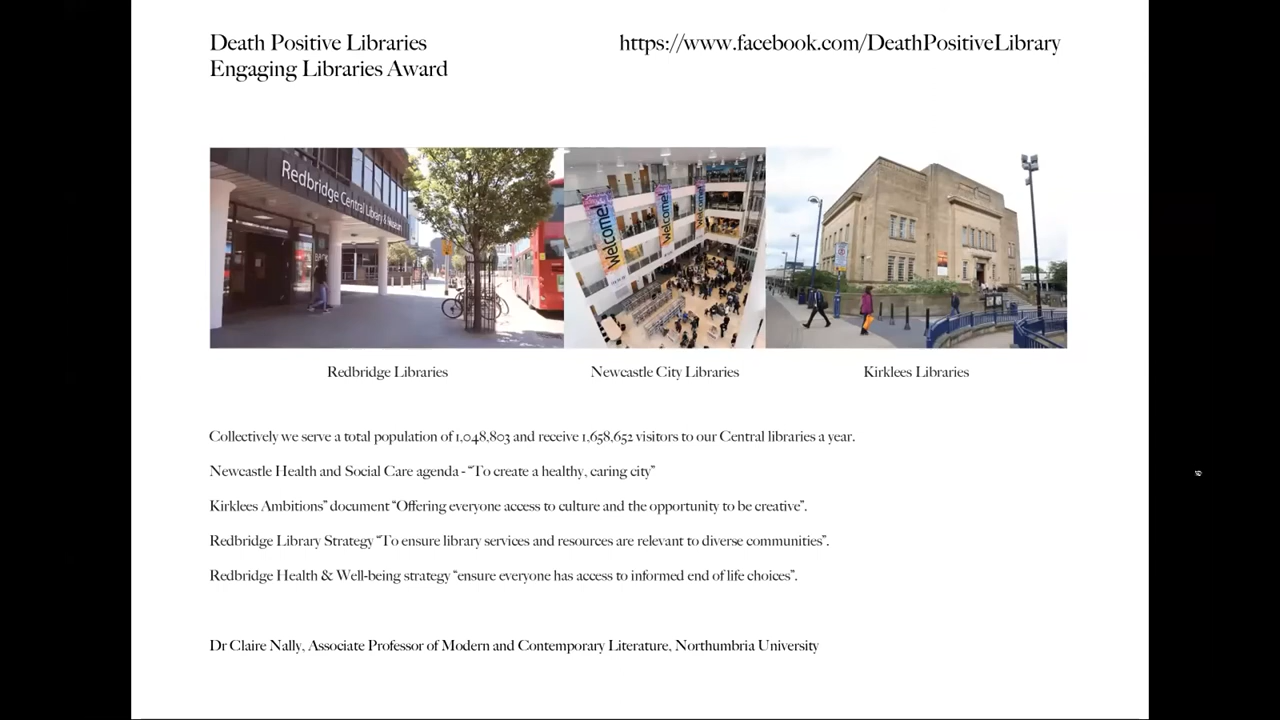 Death Positive Libraries
Engaging Libraries Award
https://www.facebook.com/DeathPositiveLibrary
Redbridge Central Library & Museum
Welcome!
Welcome!
Welcome!
Redbridge Libraries
Newcastle City Libraries
Kirklees Libraries
Collectively we serve a total population of 1,048,803 and receive 1,658,652 visitors to our Central libraries a year.
Newcastle Health and Social Care agenda - “To create a healthy, caring city”
Kirklees Ambitions” document “Offering everyone access to culture and the opportunity to be creative”.
Redbridge Library Strategy “To ensure library services and resources are relevant to diverse communities”.
Redbridge Health & Well-being strategy “ensure everyone has access to informed end of life choices”.
Dr Claire Nally, Associate Professor of Modern and Contemporary Literature, Northumbria University